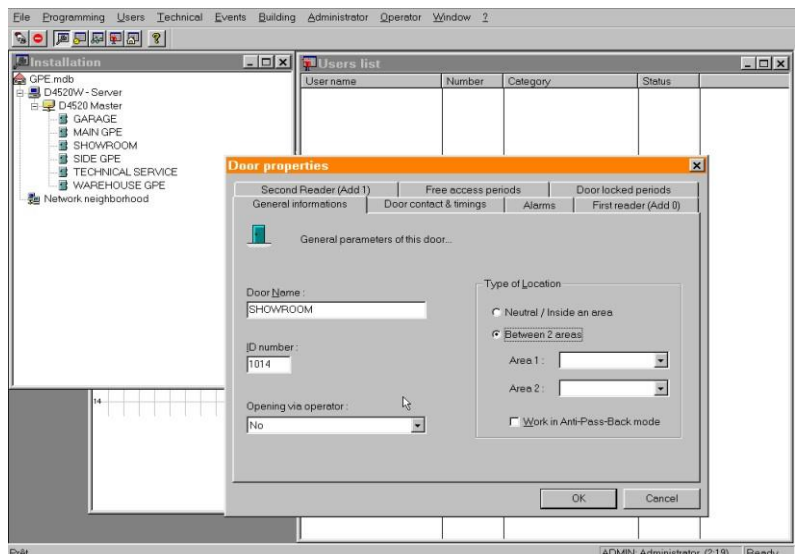 File Programming Users Technical Events Building Administrator Operator Window ?
Installation
GPE.mdb
D4520W - Server
D4520 Master
GARAGE
MAIN GPE
SHOWROOM
SIDE GPE
TECHNICAL SERVICE
WAREHOUSE GPE
Network neighborhood
Users list
User name Number Category Status
Door properties
Second Reader (Add 1) Free access periods Door locked periods
General informations Door contact & timings Alarms First reader (Add 0)
General parameters of this door...
Door Name :
SHOWROOM
ID number :
1014
Opening via operator :
No
Type of Location
Neutral / Inside an area
Between 2 areas
Area 1 :
Area 2 :
Work in Anti-Pass-Back mode
OK Cancel
14
Prêt ADMIN: Administrator (2:19) Ready